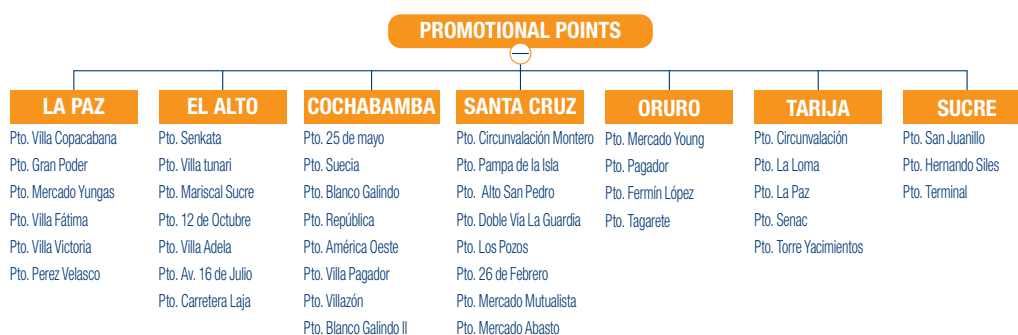 PROMOTIONAL POINTS
LA PAZ
Pto. Villa Copacabana
Pto. Gran Poder
Pto. Mercado Yungas
Pto. Villa Fátima
Pto. Villa Victoria
Pto. Perez Velasco
EL ALTO
Pto. Senkata
Pto. Villa tunari
Pto. Mariscal Sucre
Pto. 12 de Octubre
Pto. Villa Adela
Pto. Av. 16 de Julio
Pto. Carretera Laja
COCHABAMBA
Pto. 25 de mayo
Pto. Suecia
Pto. Blanco Galindo
Pto. República
Pto. América Oeste
Pto. Villa Pagador
Pto. Villazón
Pto. Blanco Galindo II
SANTA CRUZ
Pto. Circunvalación Montero
Pto. Pampa de la Isla
Pto. Alto San Pedro
Pto. Doble Vía La Guardia
Pto. Los Pozos
Pto. 26 de Febrero
Pto. Mercado Mutualista
Pto. Mercado Abasto
ORURO
Pto. Mercado Young
Pto. Pagador
Pto. Fermín López
Pto. Tagarete
TARIJA
Pto. Circunvalación
Pto. La Loma
Pto. La Paz
Pto. Senac
Pto. Torre Yacimientos
SUCRE
Pto. San Juanillo
Pto. Hernando Siles
Pto. Terminal